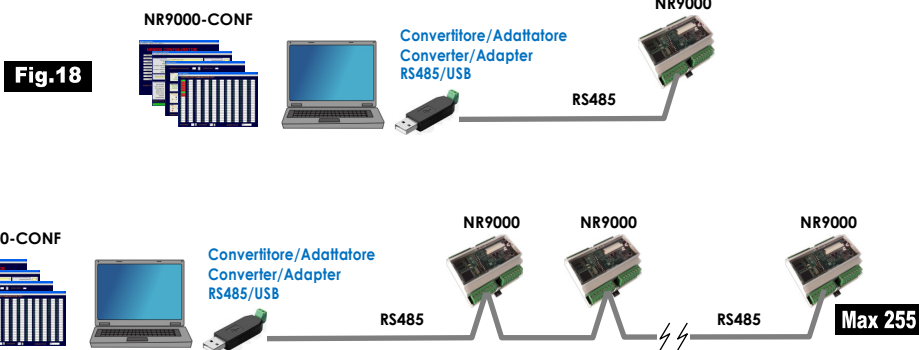 NR9000
NR9000-CONF
Convertitore/Adattatore
Converter/Adapter
RS485/USB
Fig.18
RS485
NR9000
NR9000
NR9000
0-CONF
Convertitore/Adattatore
Converter/Adapter
RS485/USB
RS485
RS485
Max 255